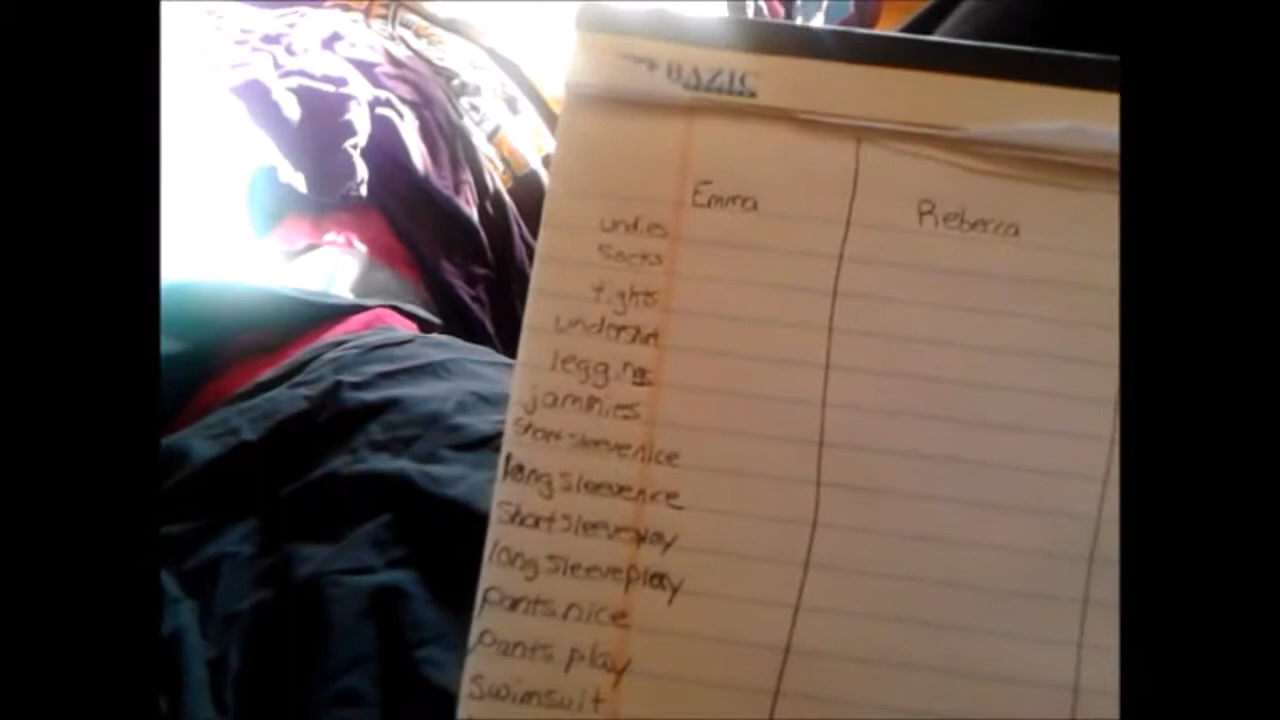 BAZIC
Emma Rebecca
undies
Socks
tights
undershirt
leggings
jammies
Short sleeve nice
long sleeve nice
Short sleeve play
long sleeve play
pants nice
pants play
Swimsuit